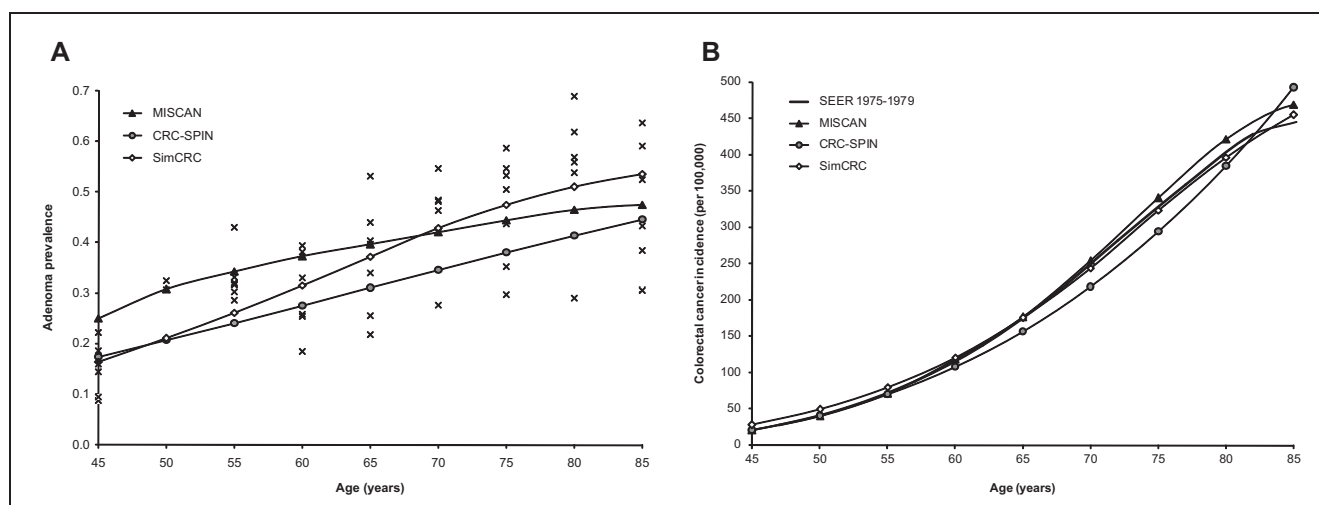 A
Adenoma prevalence
0.7
0.6
0.5
0.4
0.3
0.2
0.1
0.0
MISCAN
CRC-SPIN
SimCRC
45 50 55 60 65 70 75 80 85
Age (years)
B
Colorectal cancer incidence (per 100,000)
500
450
400
350
300
250
200
150
100
50
0
SEER 1975-1979
MISCAN
CRC-SPIN
SimCRC
45 50 55 60 65 70 75 80 85
Age (years)